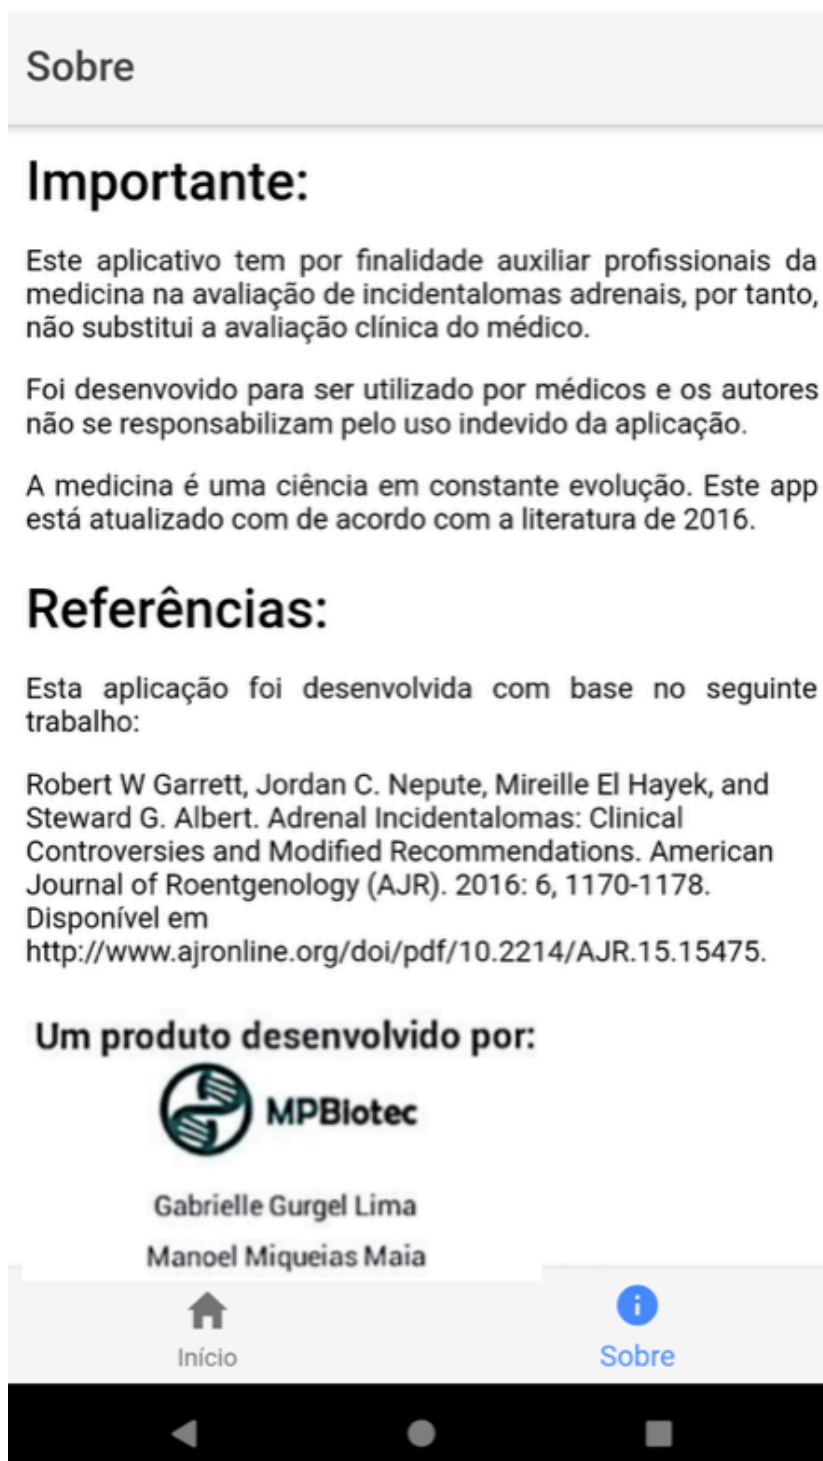 Sobre
Importante:
Este aplicativo tem por finalidade auxiliar profissionais da
medicina na avaliação de incidentalomas adrenais, por tanto,
não substitui a avaliação clínica do médico.
Foi desenvovido para ser utilizado por médicos e os autores
não se responsabilizam pelo uso indevido da aplicação.
A medicina é uma ciência em constante evolução. Este app
está atualizado com de acordo com a literatura de 2016.
Referências:
Esta aplicação foi desenvolvida com base no seguinte
trabalho:
Robert W Garrett, Jordan C. Nepute, Mireille El Hayek, and
Steward G. Albert. Adrenal Incidentalomas: Clinical
Controversies and Modified Recommendations. American
Journal of Roentgenology (AJR). 2016: 6, 1170-1178.
Disponível em
http://www.ajronline.org/doi/pdf/10.2214/AJR.15.15475.
Um produto desenvolvido por:
MPBiotec
Gabrielle Gurgel Lima
Manoel Miqueias Maia
Início
Sobre